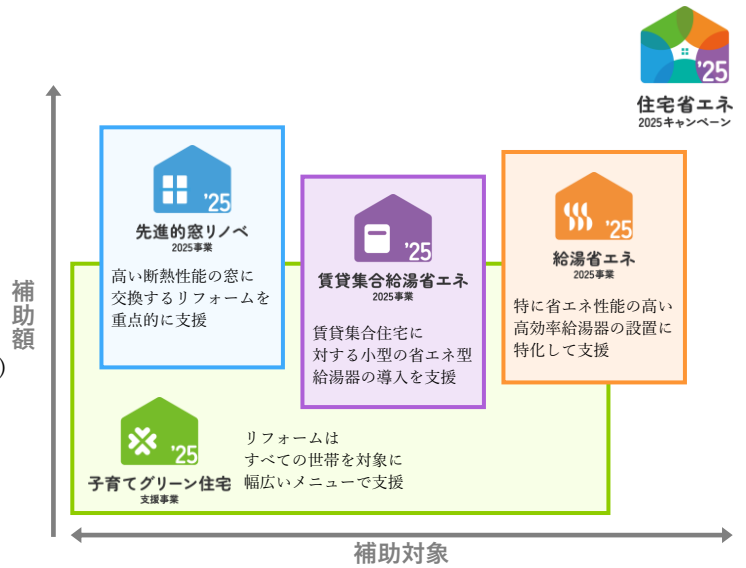 '25
住宅省エネ
2025キャンペーン
補助額
)
'25
先進的窓リノベ
2025事業
高い断熱性能の窓に
交換するリフォームを
重点的に支援
'25
賃貸集合給湯省エネ
2025事業
賃貸集合住宅に
対する小型の省エネ型
給湯器の導入を支援
'25
給湯省エネ
2025事業
特に省エネ性能の高い
高効率給湯器の設置に
特化して支援
'25
子育てグリーン住宅
支援事業
リフォームは
すべての世帯を対象に
幅広いメニューで支援
補助対象